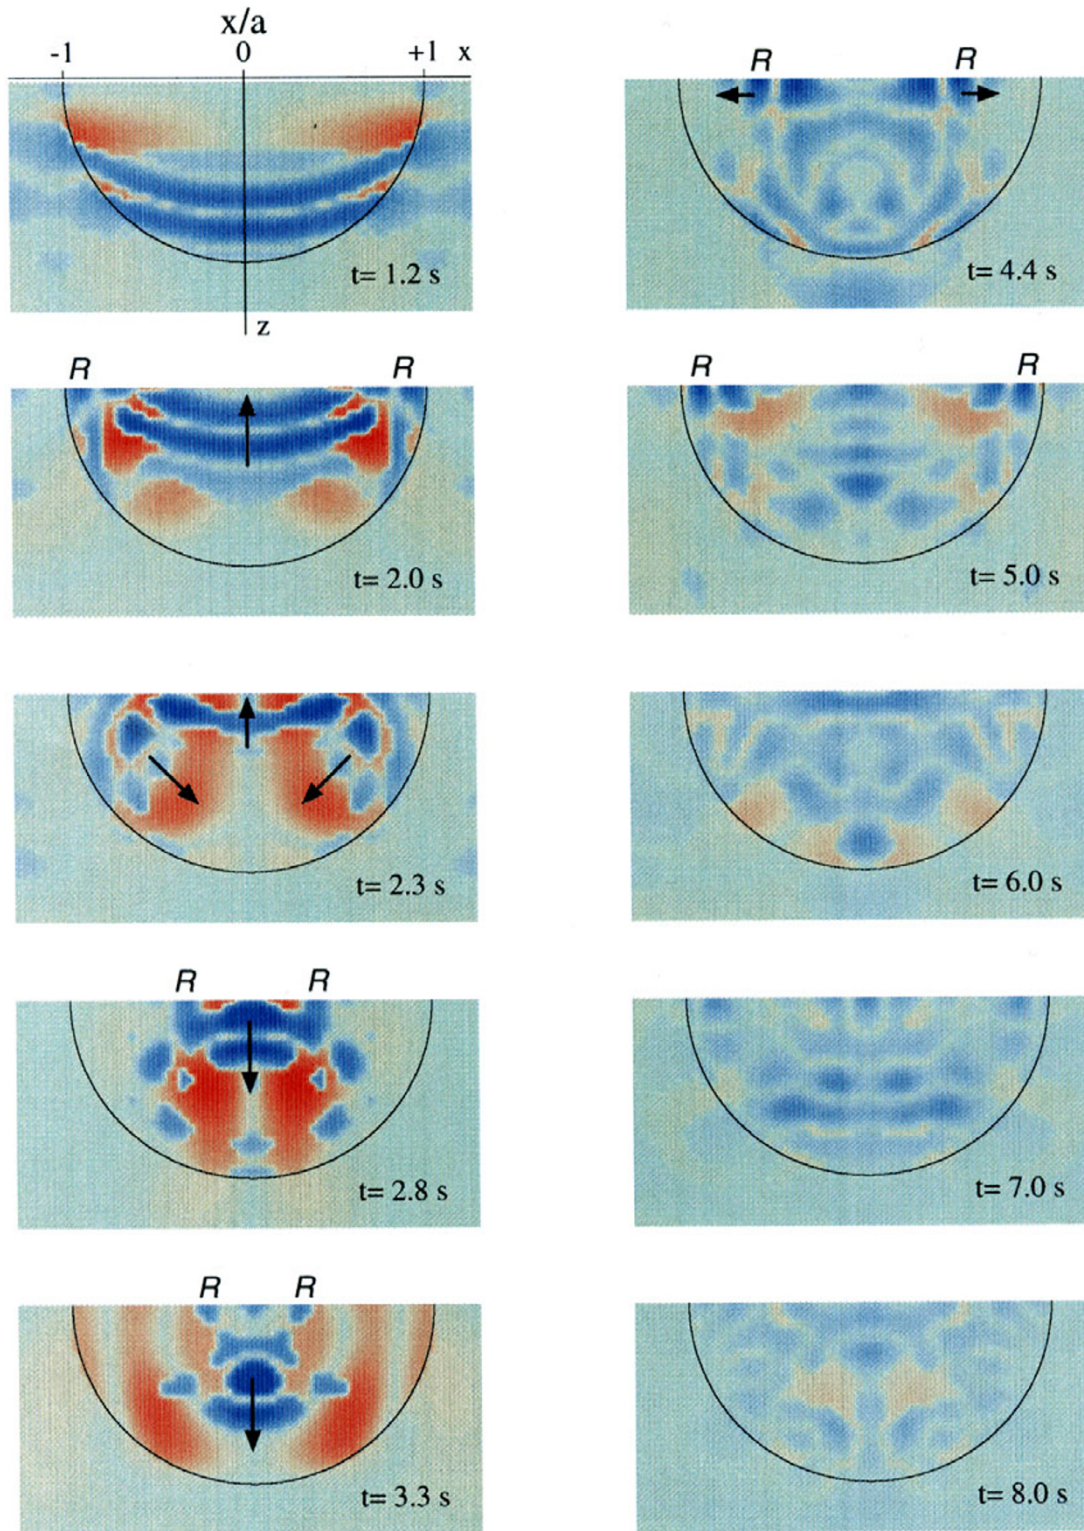 x/a
-1 0 +1 x
t= 1.2 s
z
R R
t= 2.0 s
t= 2.3 s
R R
t= 2.8 s
R R
t= 3.3 s
R R
t= 4.4 s
R R
t= 5.0 s
t= 6.0 s
t= 7.0 s
t= 8.0 s